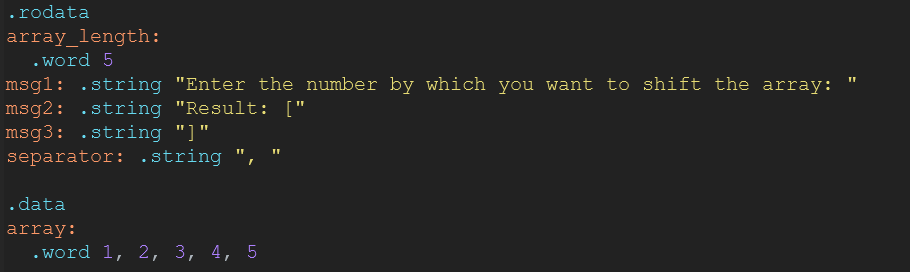 .rodata
array_length:
  .word 5
msg1: .string "Enter the number by which you want to shift the array: "
msg2: .string "Result: ["
msg3: .string "]"
separator: .string ", "

.data
array:
  .word 1, 2, 3, 4, 5